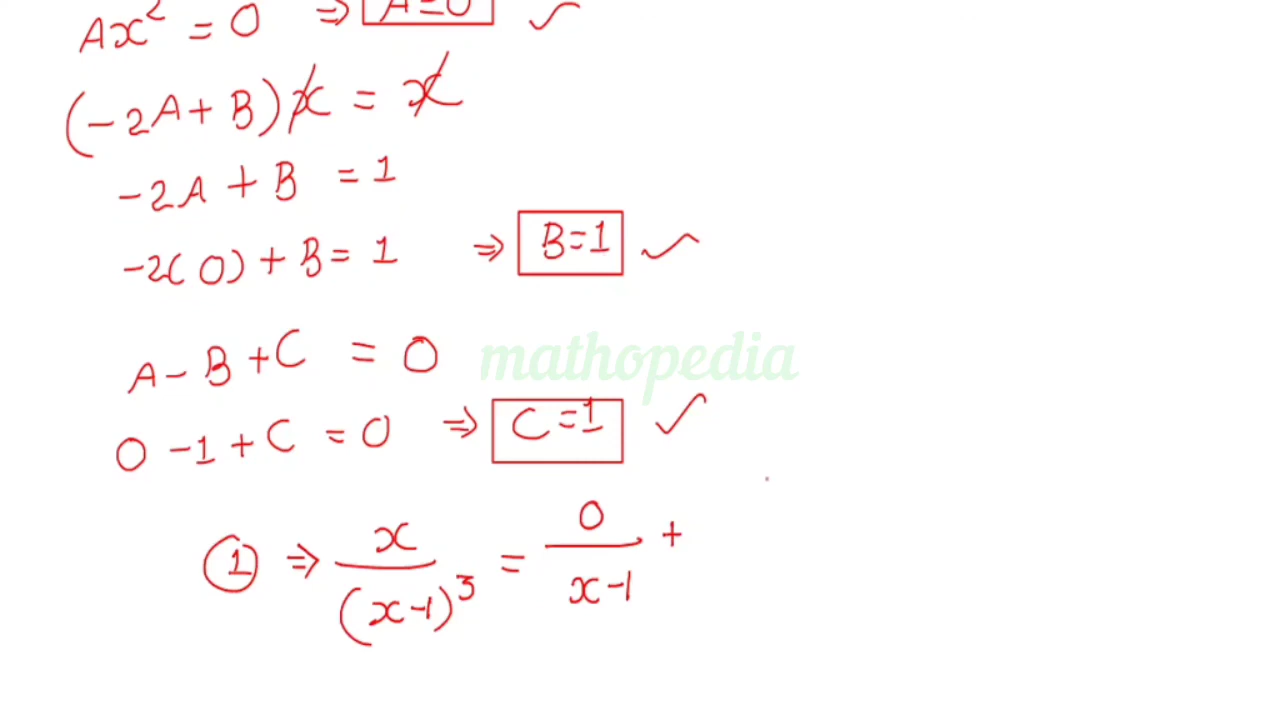 Ax² = 0 ⇒ A=0 ✓
(-2A + B)x = x
-2A + B = 1
-2(0) + B = 1 ⇒ B=1 ✓
A - B + C = 0
mathopedia
0 - 1 + C = 0 ⇒ C=1 ✓
① ⇒ x/(x-1)³ = 0/(x-1) +